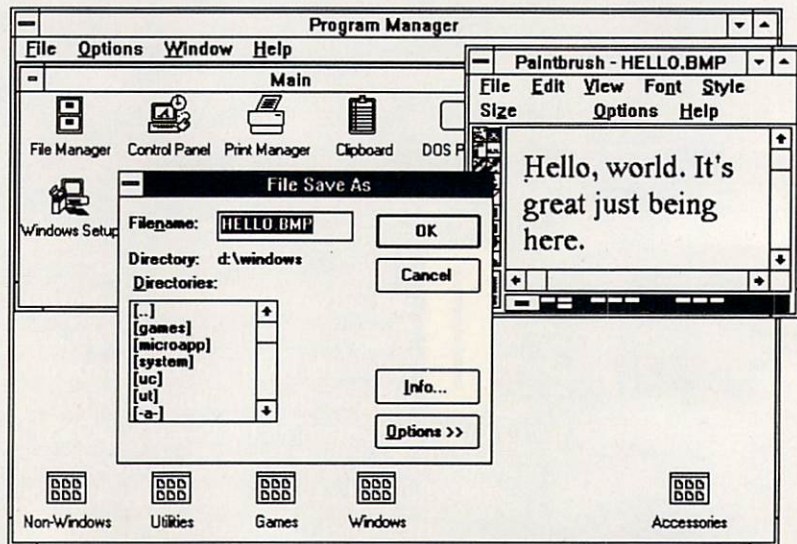 Program Manager
File Options Window Help
Main
File Manager Control Panel Print Manager Clipboard DOS P
Windows Setup
Paintbrush - HELLO.BMP
File Edit View Font Style
Size Options Help
Hello, world. It's
great just being
here.
File Save As
Filename: HELLO.BMP
OK
Directory: d:\windows
Cancel
Directories:
[..]
[games]
[microapp]
[system]
[uc]
[ut]
[-a-]
Info...
Options >>
Non-Windows Utilities Games Windows Accessories